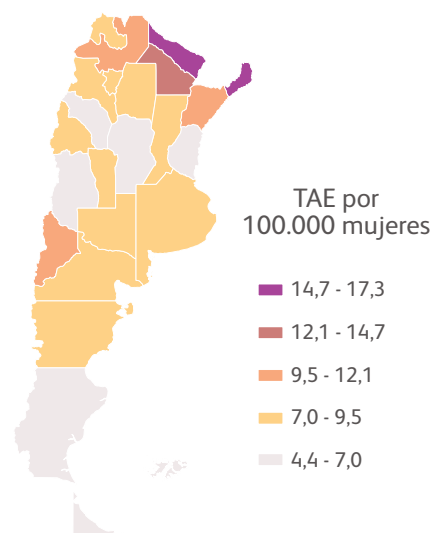 TAE por
100.000 mujeres
14,7 - 17,3
12,1 - 14,7
9,5 - 12,1
7,0 - 9,5
4,4 - 7,0